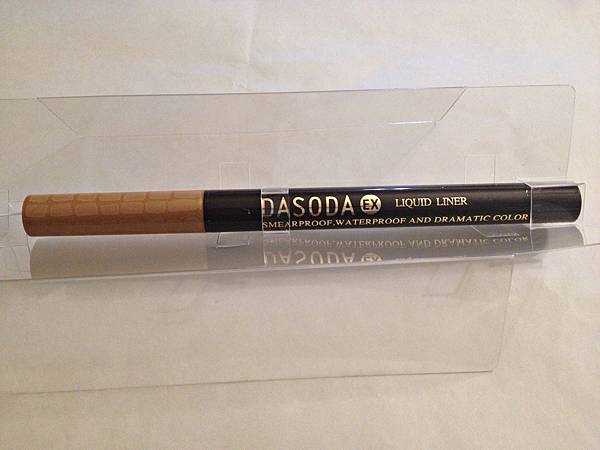 DASODA EX LIQUID LINER
SMEARPROOF,WATERPROOF AND DRAMATIC COLOR